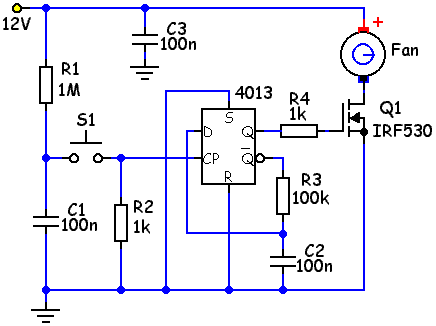 12V
C3
100n
+
Fan
R1
1M
S1
4013
S
D
Q
CP
Q
R
R4
1k
Q1
IRF530
R3
100k
C1
100n
R2
1k
C2
100n